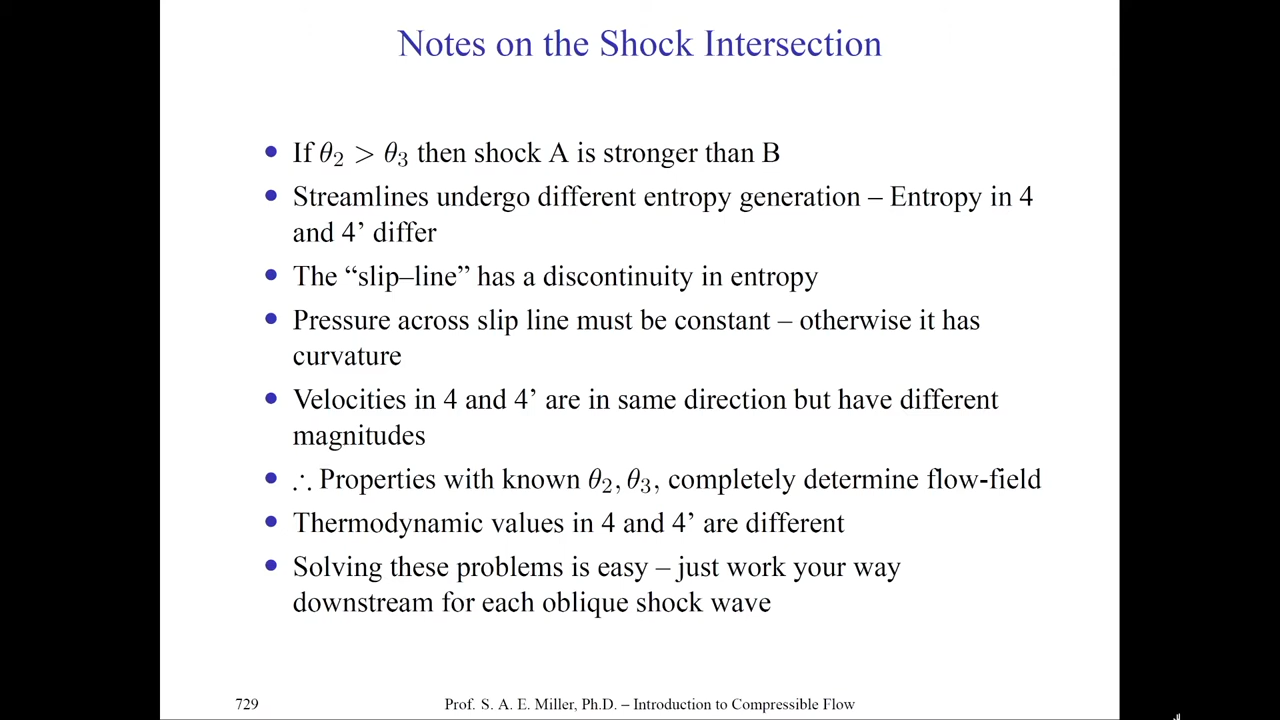 Notes on the Shock Intersection
• If θ₂ > θ₃ then shock A is stronger than B
• Streamlines undergo different entropy generation – Entropy in 4
and 4’ differ
• The “slip–line” has a discontinuity in entropy
• Pressure across slip line must be constant – otherwise it has
curvature
• Velocities in 4 and 4’ are in same direction but have different
magnitudes
• ∴ Properties with known θ₂, θ₃, completely determine flow-field
• Thermodynamic values in 4 and 4’ are different
• Solving these problems is easy – just work your way
downstream for each oblique shock wave
729 Prof. S. A. E. Miller, Ph.D. – Introduction to Compressible Flow